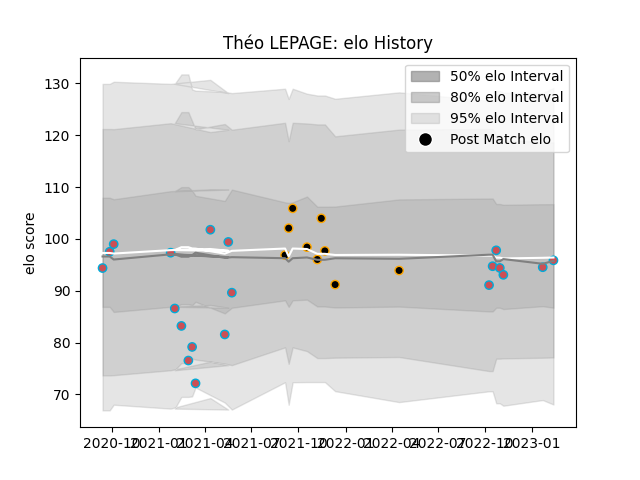 Théo LEPAGE: elo History
50% elo Interval
80% elo Interval
95% elo Interval
Post Match elo
elo score
130
120
110
100
90
80
70
2020-10
2021-01
2021-04
2021-07
2021-10
2022-01
2022-04
2022-07
2022-10
2023-01